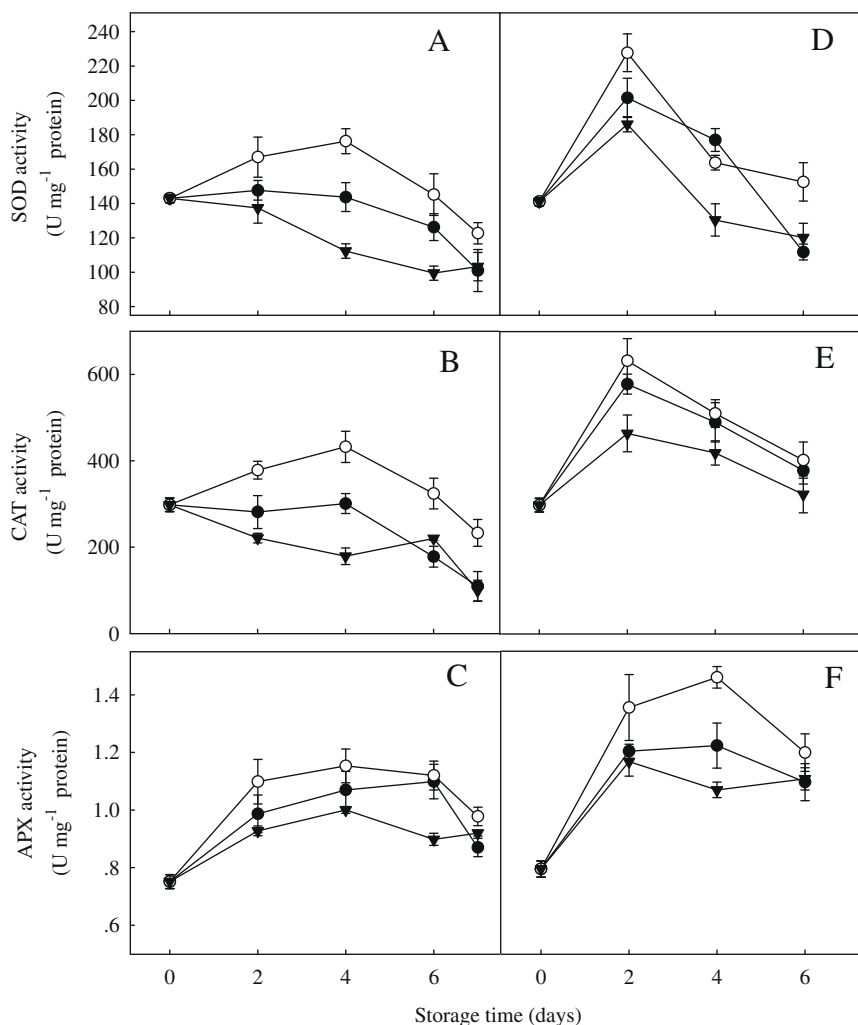 A
D
240
220
200
180
160
140
120
100
80
SOD activity
(U mg-1 protein)
B
E
600
400
200
0
CAT activity
(U mg-1 protein)
C
F
1.4
1.2
1.0
.8
.6
APX activity
(U mg-1 protein)
0 2 4 6 0 2 4 6
Storage time (days)